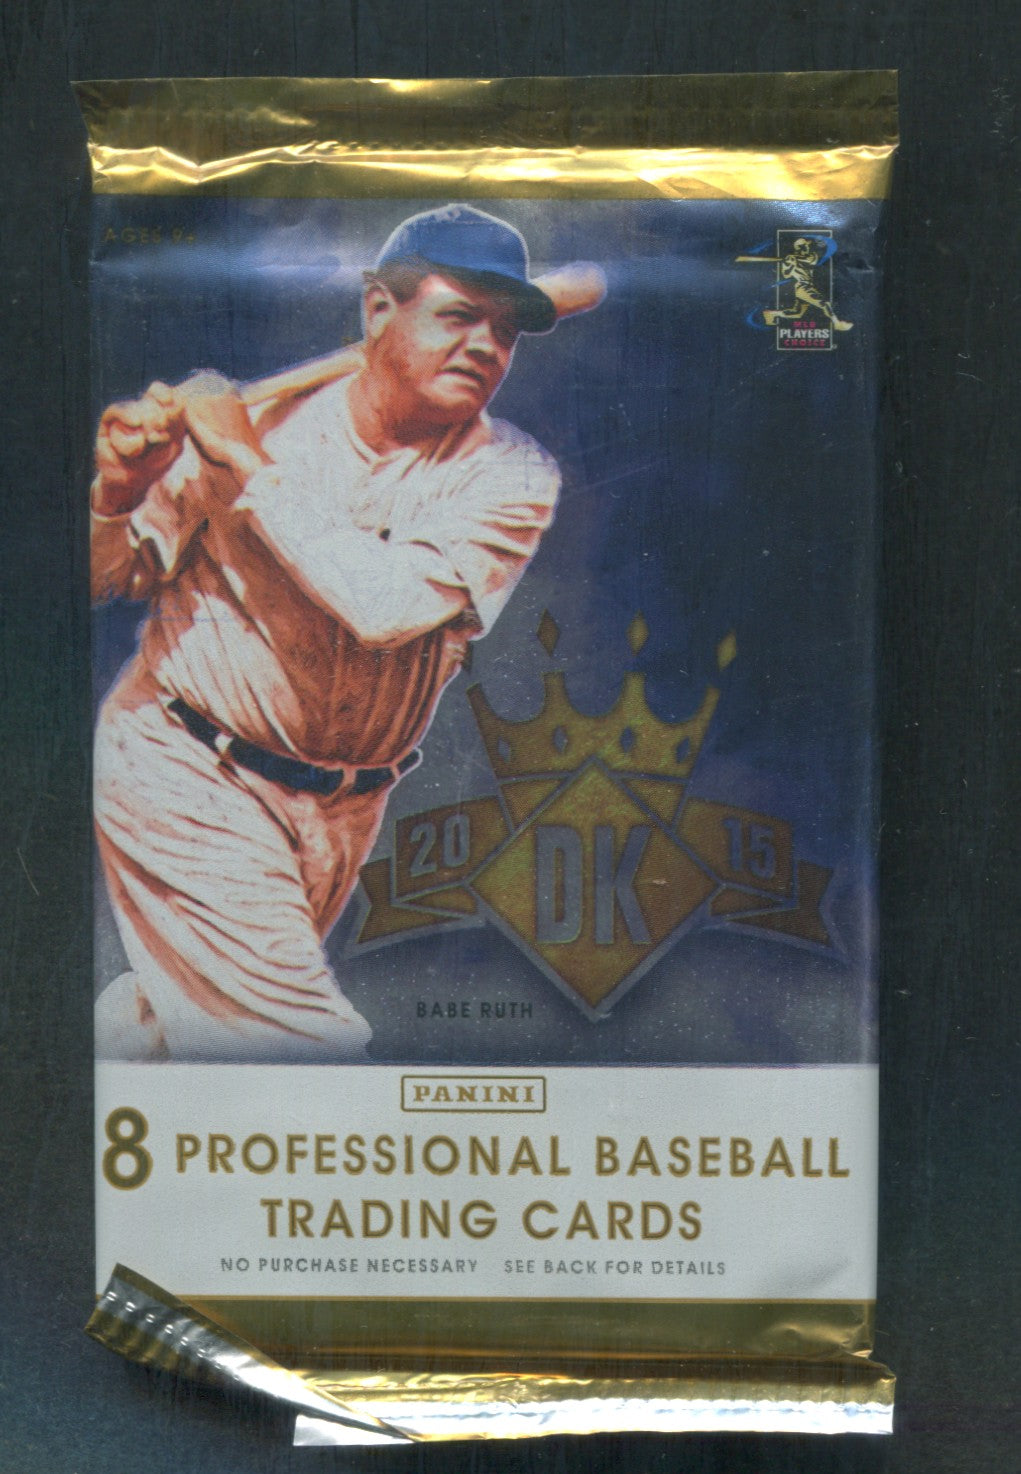 AGES 9+
MLB
PLAYERS
CHOICE
20 DK 15
BABE RUTH
PANINI
8 PROFESSIONAL BASEBALL
TRADING CARDS
NO PURCHASE NECESSARY SEE BACK FOR DETAILS